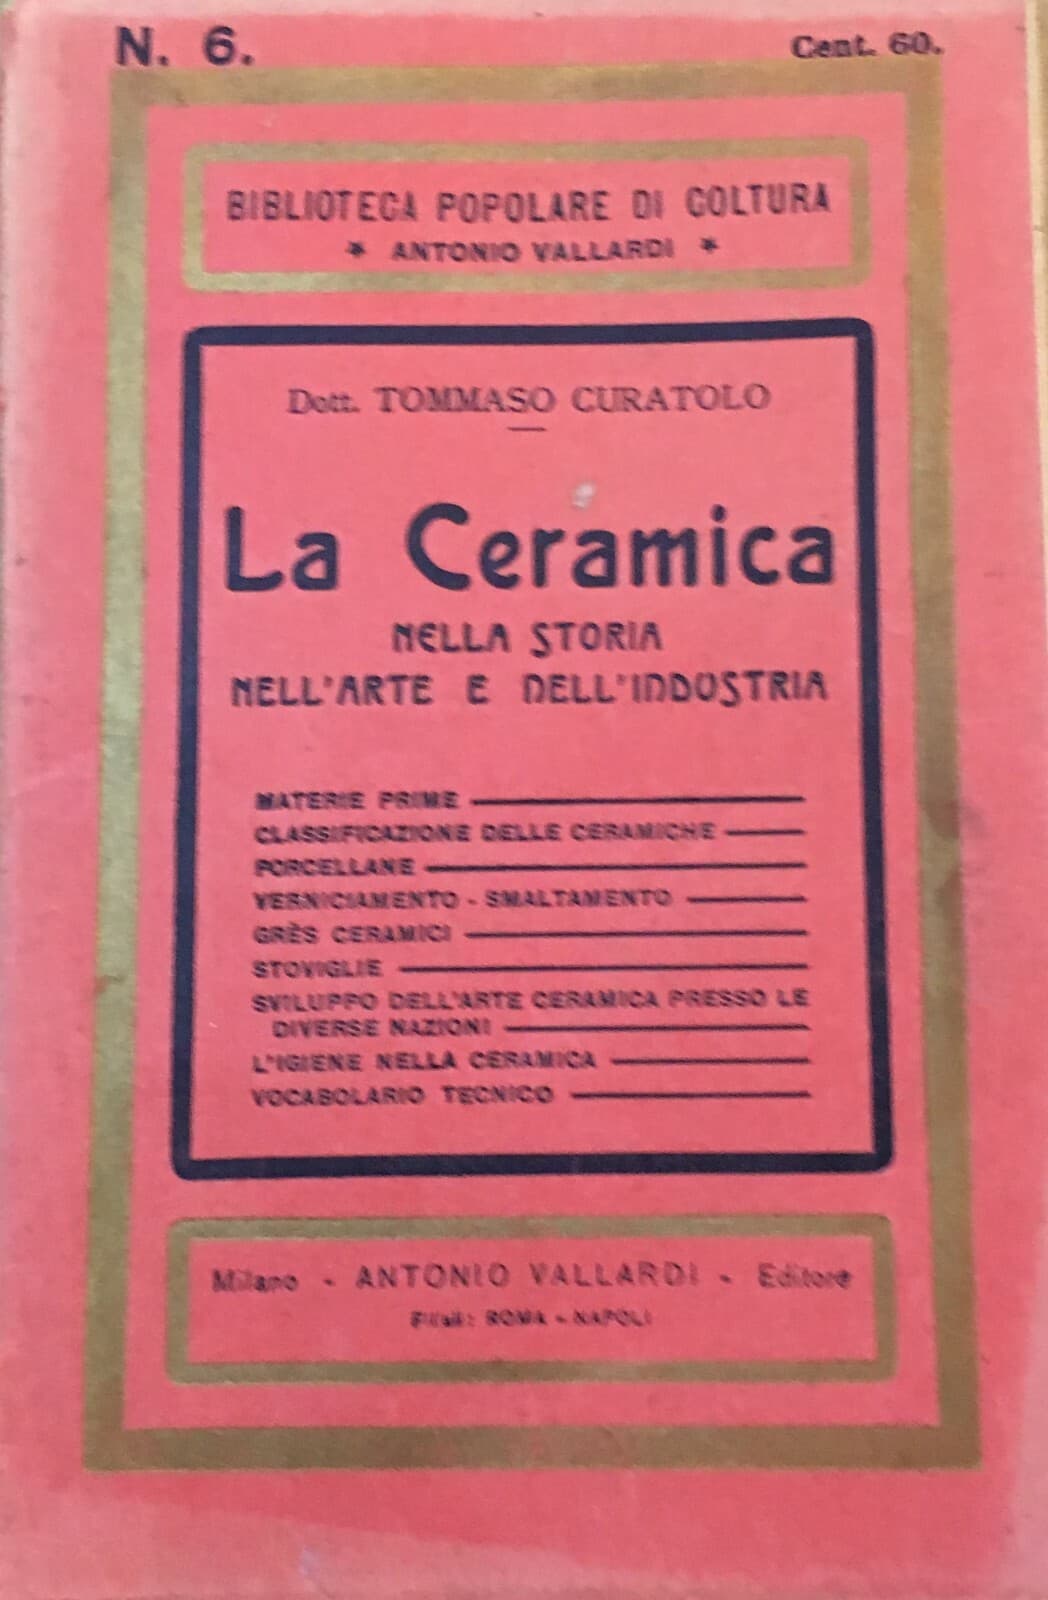 N. 6.
Cent. 60.
BIBLIOTECA POPOLARE DI COLTURA
* ANTONIO VALLARDI *
Dott. TOMMASO CURATOLO
La Ceramica
NELLA STORIA
NELL'ARTE E DELL'INDUSTRIA
MATERIE PRIME
CLASSIFICAZIONE DELLE CERAMICHE
PORCELLANE
VERNICIAMENTO - SMALTAMENTO
GRÈS CERAMICI
STOVIGLIE
SVILUPPO DELL'ARTE CERAMICA PRESSO LE
DIVERSE NAZIONI
L'IGIENE NELLA CERAMICA
VOCABOLARIO TECNICO
Milano - ANTONIO VALLARDI - Editore
Filiali: ROMA - NAPOLI